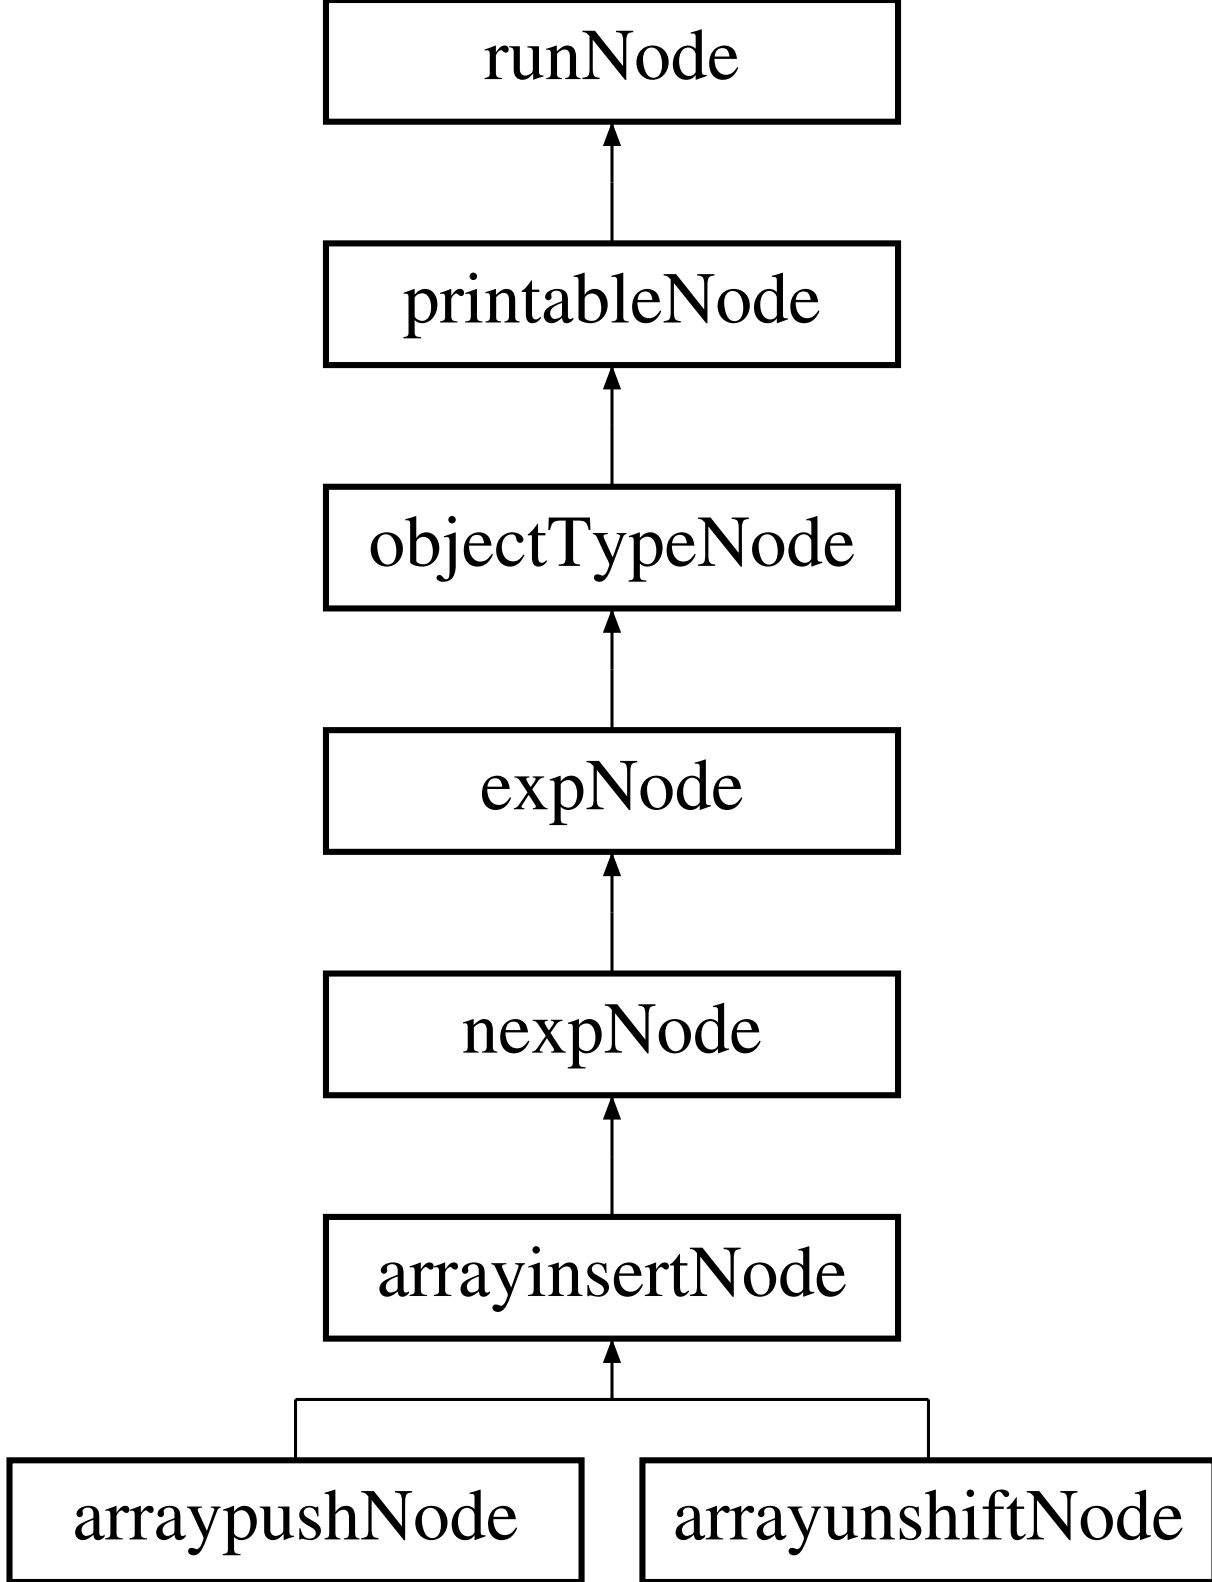 runNode
printableNode
objectTypeNode
expNode
nexpNode
arrayinsertNode
arraypushNode
arrayunshiftNode